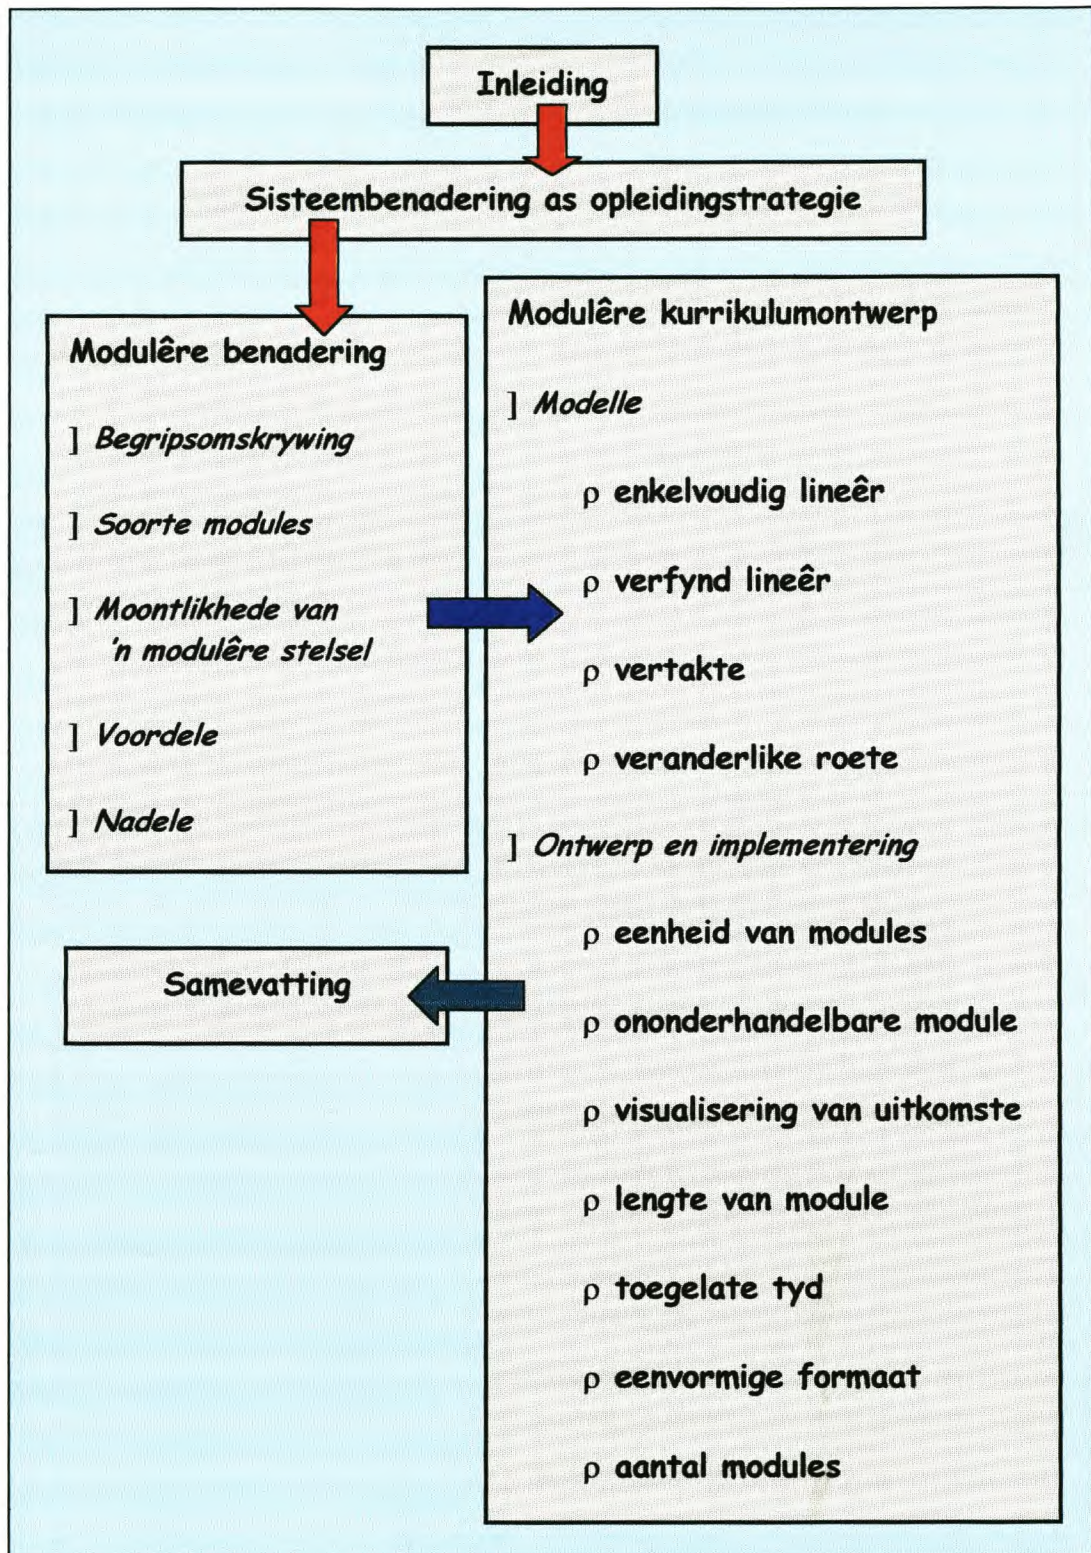 Inleiding
Sisteembenadering as opleidingstrategie
Modulêre benadering
] Begripsomskrywing
] Soorte modules
] Moontlikhede van
'n modulêre stelsel
] Voordele
] Nadele
Modulêre kurrikulumontwerp
] Modelle
ρ enkelvoudig lineêr
ρ verfynd lineêr
ρ vertakte
ρ veranderlike roete
] Ontwerp en implementering
ρ eenheid van modules
ρ ononderhandelbare module
ρ visualisering van uitkomste
ρ lengte van module
ρ toegelate tyd
ρ eenvormige formaat
ρ aantal modules
Samevatting